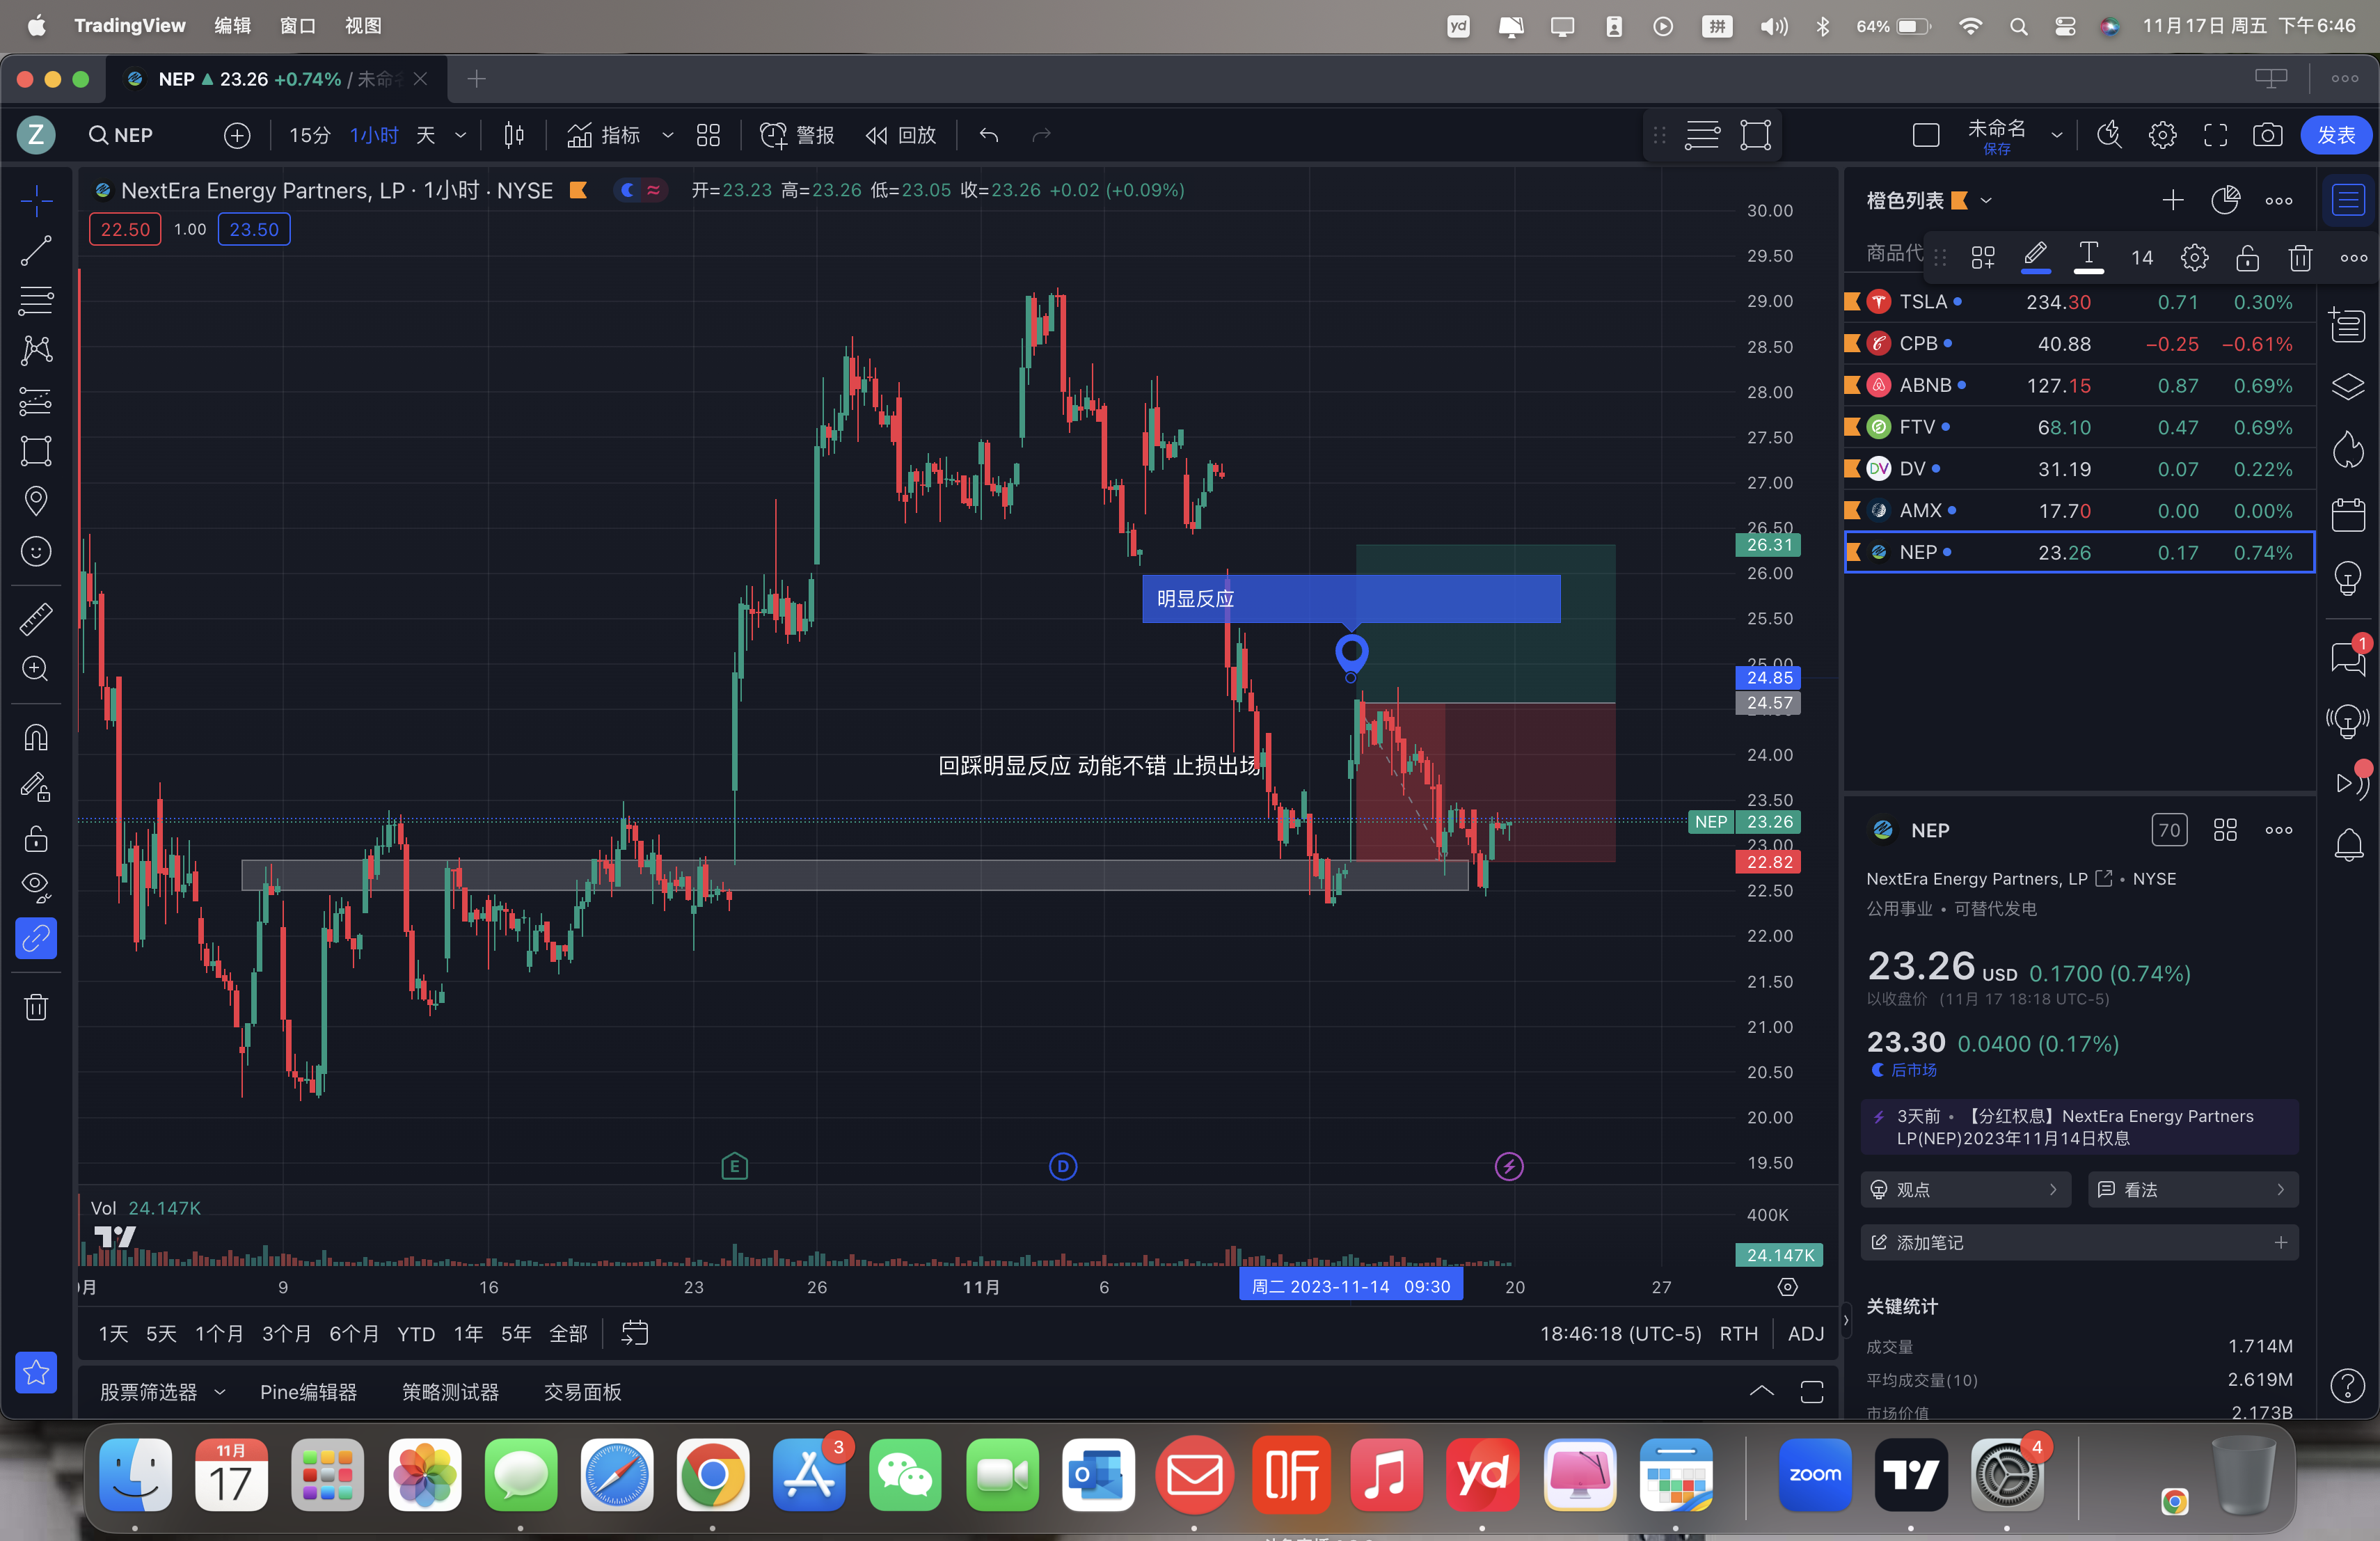 TradingView 编辑 窗口 视图
yd 拼 64% 11月17日 周五 下午6:46
NEP ▲ 23.26 +0.74% / 未命
Z NEP 15分 1小时 天 指标 警报 回放 未命名 保存 发表
NextEra Energy Partners, LP · 1小时 · NYSE 开=23.23 高=23.26 低=23.05 收=23.26 +0.02 (+0.09%)
22.50 1.00 23.50
30.00
29.50
29.00
28.50
28.00
27.50
27.00
26.50
26.31
26.00
25.50
24.85
24.57
24.00
23.50
NEP 23.26
23.00
22.82
22.50
22.00
21.50
21.00
20.50
20.00
19.50
明显反应
回踩明显反应 动能不错 止损出场
E D
Vol 24.147K
400K
24.147K
月 9 16 23 26 11月 6 周二 2023-11-14 09:30 20 27
1天 5天 1个月 3个月 6个月 YTD 1年 5年 全部 18:46:18 (UTC-5) RTH ADJ
股票筛选器 Pine编辑器 策略测试器 交易面板
橙色列表
商品代
14
TSLA 234.30 0.71 0.30%
CPB 40.88 −0.25 −0.61%
ABNB 127.15 0.87 0.69%
FTV 68.10 0.47 0.69%
DV DV 31.19 0.07 0.22%
AMX 17.70 0.00 0.00%
NEP 23.26 0.17 0.74%
1
NEP 70
NextEra Energy Partners, LP • NYSE
公用事业 • 可替代发电
23.26 USD 0.1700 (0.74%)
以收盘价 (11月 17 18:18 UTC-5)
23.30 0.0400 (0.17%)
后市场
3天前 • 【分红权息】NextEra Energy Partners
LP(NEP)2023年11月14日权息
观点 看法
添加笔记
关键统计
成交量 1.714M
平均成交量(10) 2.619M
市场价值 2.173B
11月 17 3 O 听 yd zoom 4